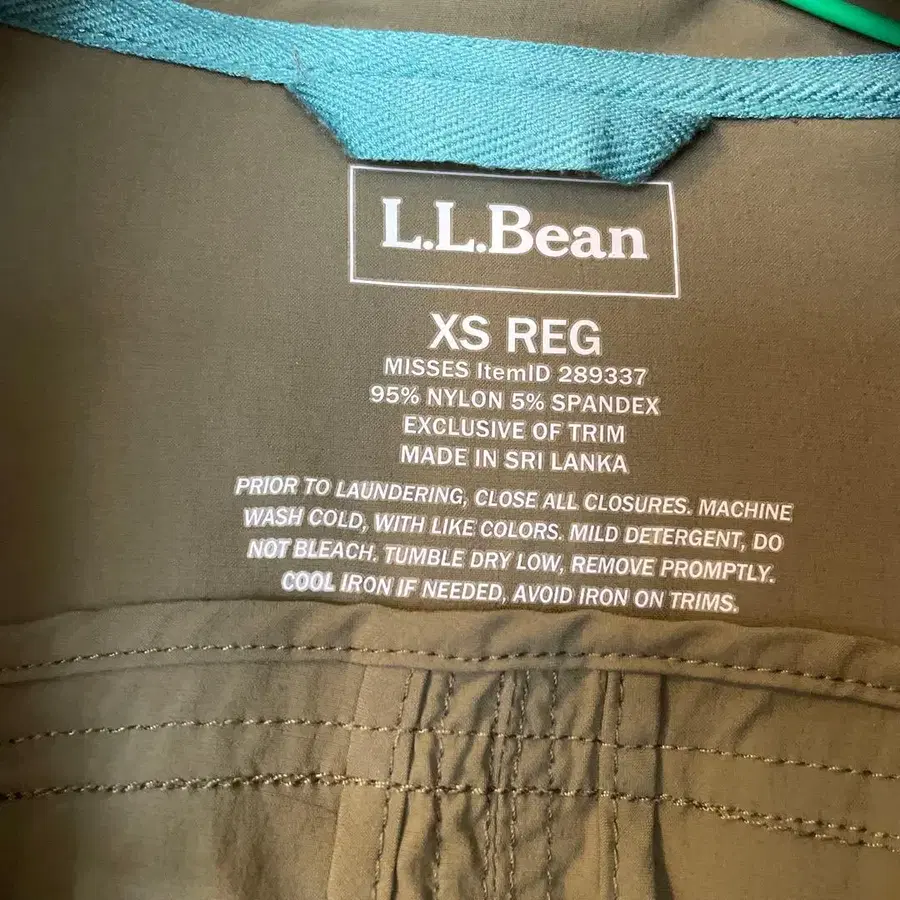 L.L.Bean
XS REG
MISSES ItemID 289337
95% NYLON 5% SPANDEX
EXCLUSIVE OF TRIM
MADE IN SRI LANKA
PRIOR TO LAUNDERING, CLOSE ALL CLOSURES. MACHINE
WASH COLD, WITH LIKE COLORS. MILD DETERGENT, DO
NOT BLEACH. TUMBLE DRY LOW, REMOVE PROMPTLY.
COOL IRON IF NEEDED, AVOID IRON ON TRIMS.